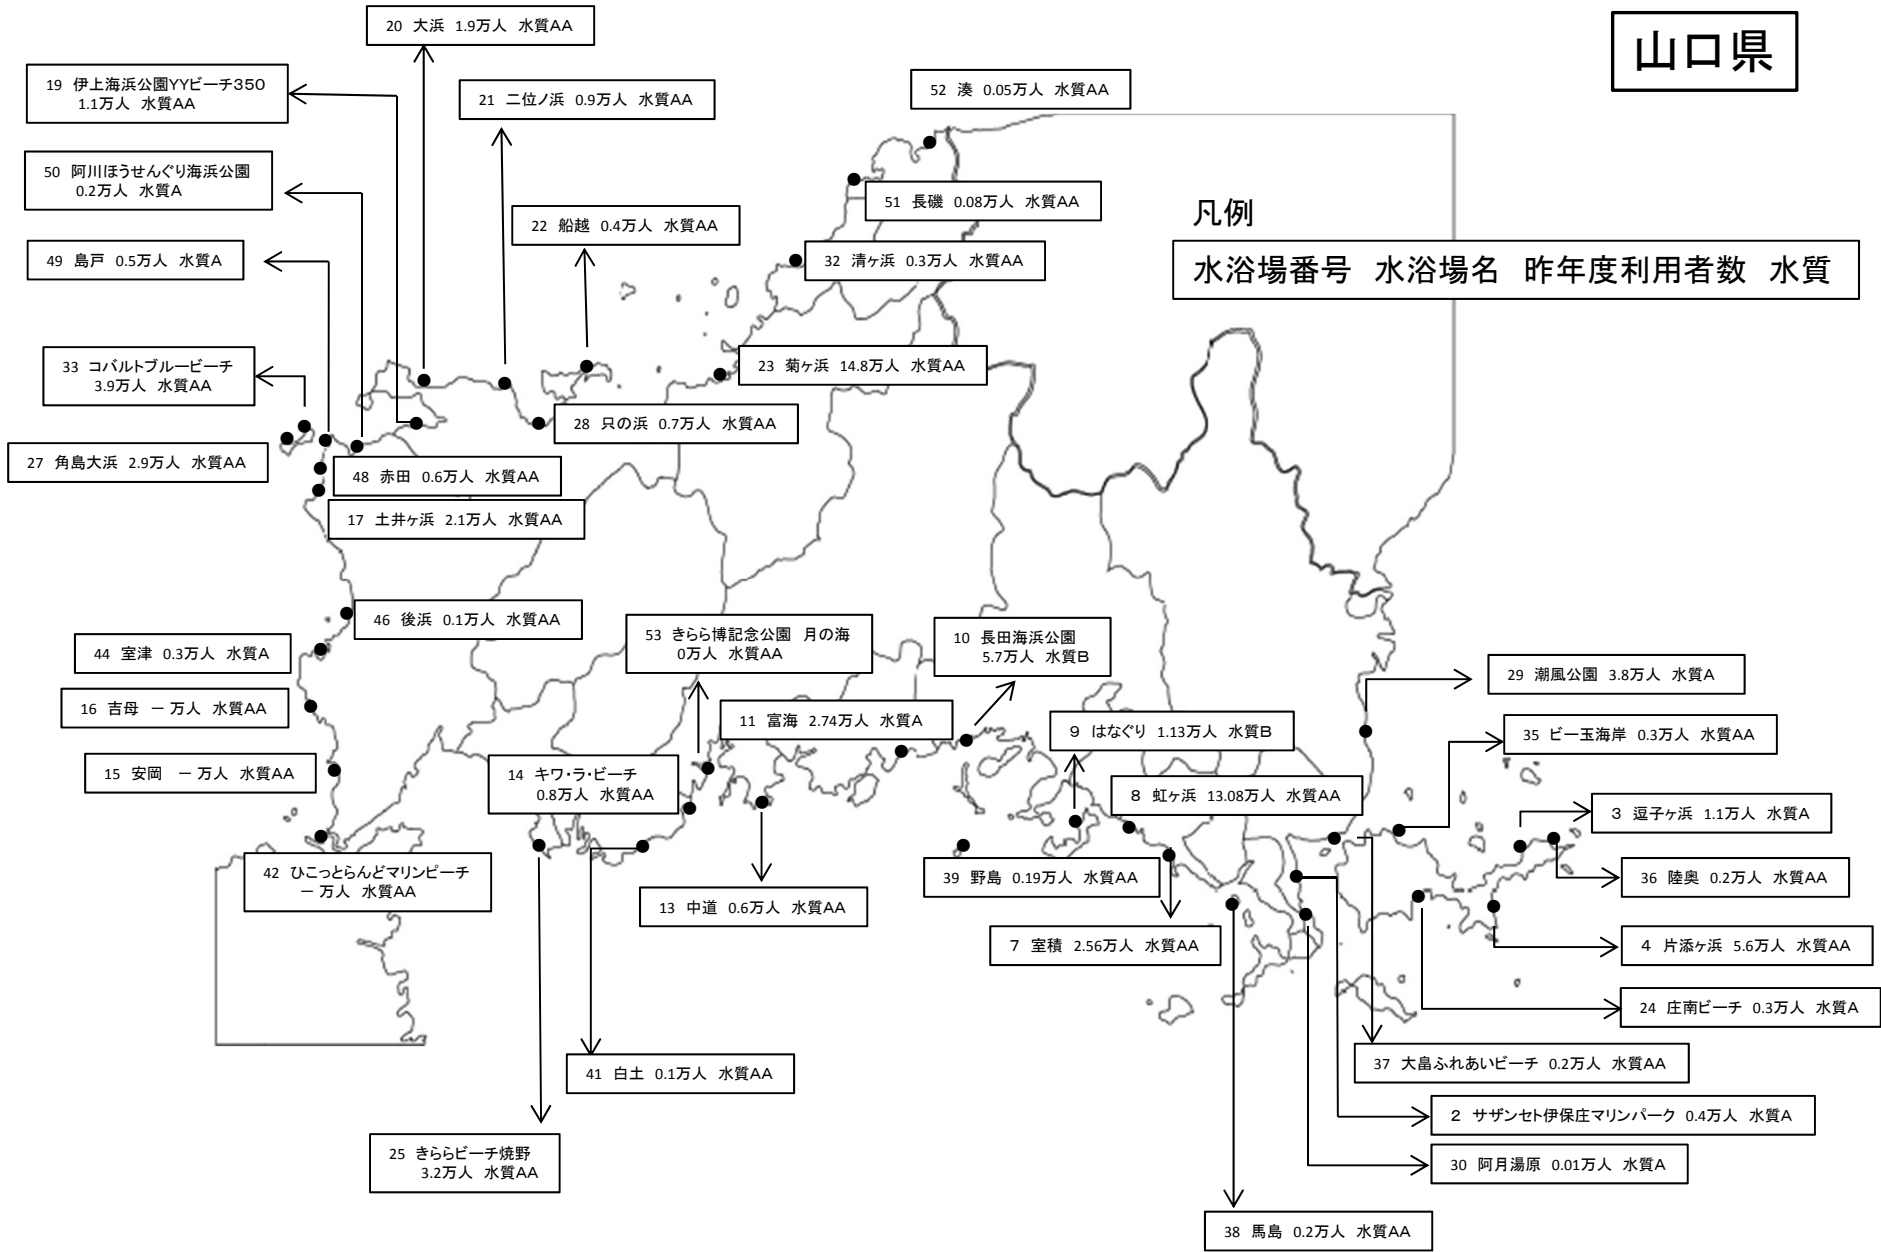 山口県
20 大浜 1.9万人 水質AA
19 伊上海浜公園YYビーチ350
1.1万人 水質AA
21 二位ノ浜 0.9万人 水質AA
52 湊 0.05万人 水質AA
50 阿川ほうせんぐり海浜公園
0.2万人 水質A
51 長磯 0.08万人 水質AA
凡例
22 船越 0.4万人 水質AA
49 島戸 0.5万人 水質A
32 清ヶ浜 0.3万人 水質AA
水浴場番号 水浴場名 昨年度利用者数 水質
33 コバルトブルービーチ
3.9万人 水質AA
23 菊ヶ浜 14.8万人 水質AA
28 只の浜 0.7万人 水質AA
27 角島大浜 2.9万人 水質AA
48 赤田 0.6万人 水質AA
17 土井ヶ浜 2.1万人 水質AA
46 後浜 0.1万人 水質AA
53 きらら博記念公園 月の海
0万人 水質AA
10 長田海浜公園
5.7万人 水質B
44 室津 0.3万人 水質A
29 潮風公園 3.8万人 水質A
16 吉母 － 万人 水質AA
11 富海 2.74万人 水質A
9 はなぐり 1.13万人 水質B
35 ビー玉海岸 0.3万人 水質AA
15 安岡 － 万人 水質AA
14 キワ・ラ・ビーチ
0.8万人 水質AA
8 虹ヶ浜 13.08万人 水質AA
3 逗子ヶ浜 1.1万人 水質A
42 ひこっとらんどマリンビーチ
－ 万人 水質AA
39 野島 0.19万人 水質AA
36 陸奥 0.2万人 水質AA
13 中道 0.6万人 水質AA
7 室積 2.56万人 水質AA
4 片添ヶ浜 5.6万人 水質AA
24 庄南ビーチ 0.3万人 水質A
41 白土 0.1万人 水質AA
37 大畠ふれあいビーチ 0.2万人 水質AA
2 サザンセト伊保庄マリンパーク 0.4万人 水質A
25 きららビーチ焼野
3.2万人 水質AA
30 阿月湯原 0.01万人 水質A
38 馬島 0.2万人 水質AA